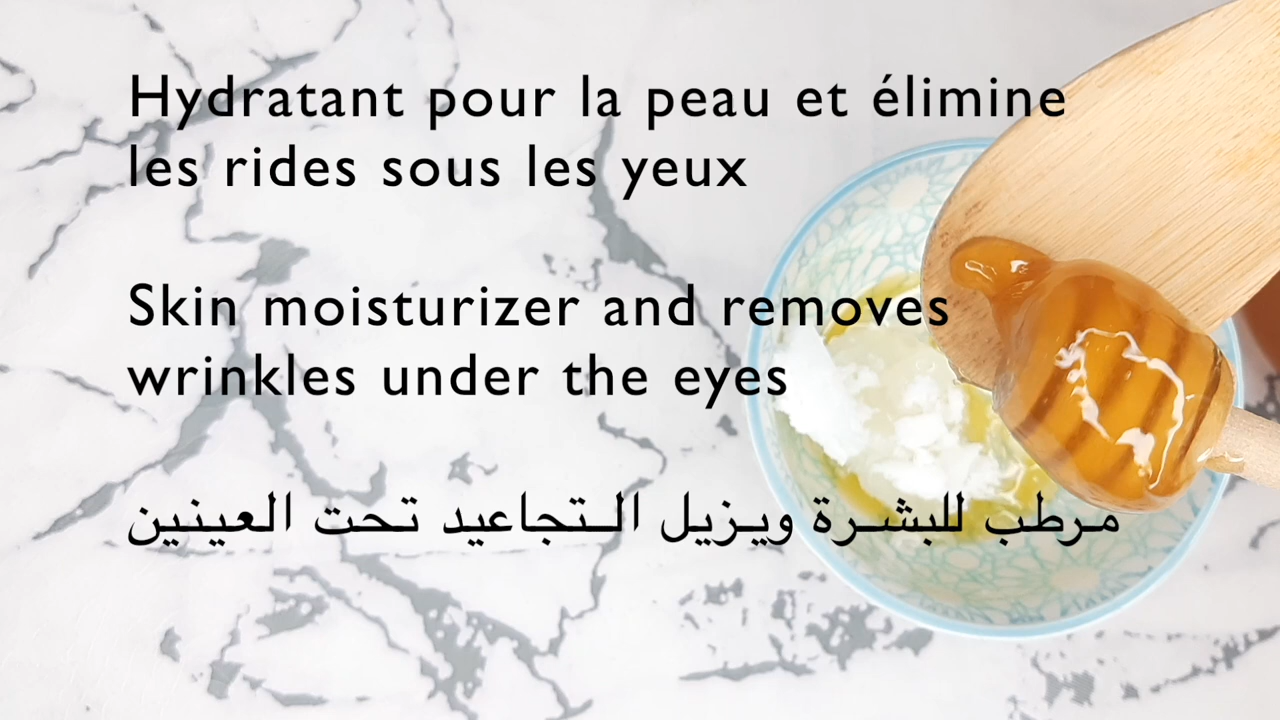 Hydratant pour la peau et élimine
les rides sous les yeux
Skin moisturizer and removes
wrinkles under the eyes
مرطب للبشرة ويزيل التجاعيد تحت العينين